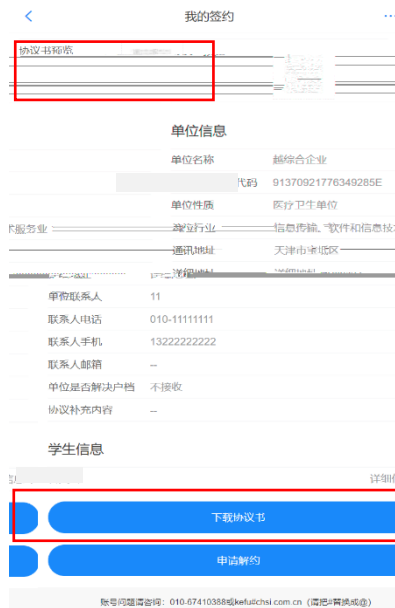 我的签约
协议书预览
单位信息
单位名称 越综合企业
代码 91370921776349285E
单位性质 医疗卫生单位
术服务业 单位行业 信息传输、软件和信息技
通讯地址 天津市宝坻区
单位联系人 11
联系人电话 010-11111111
联系人手机 13222222222
联系人邮箱 --
单位是否解决户档 不接收
协议补充内容 --
学生信息
下载协议书
申请解约
账号问题请咨询：010-67410388或kefu#chsi.com.cn（请把#替换成@）